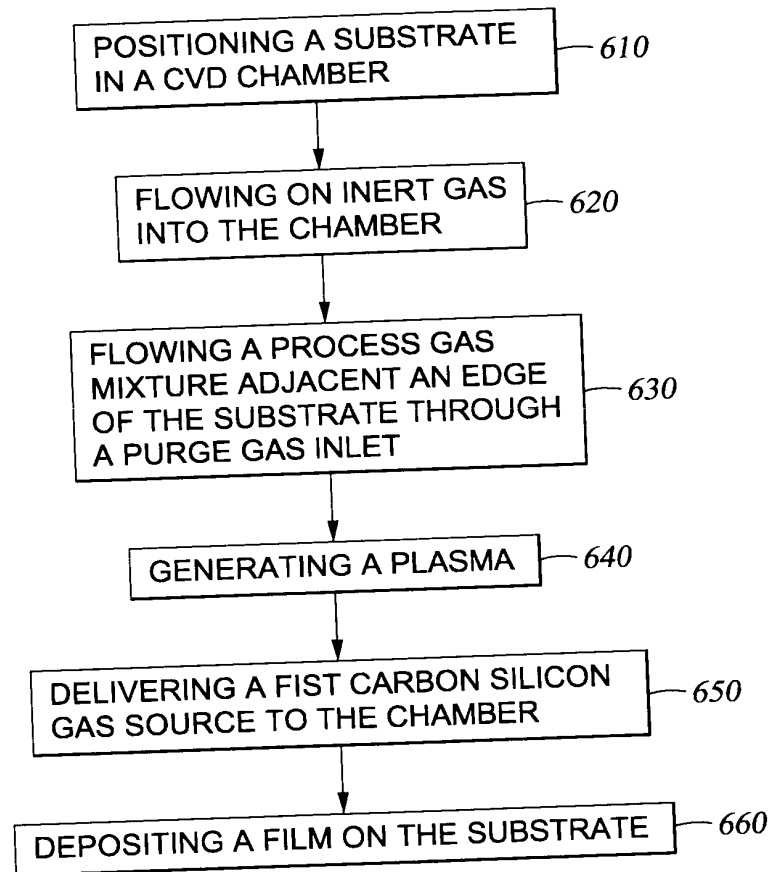 POSITIONING A SUBSTRATE
IN A CVD CHAMBER
610
FLOWING ON INERT GAS
INTO THE CHAMBER
620
FLOWING A PROCESS GAS
MIXTURE ADJACENT AN EDGE
OF THE SUBSTRATE THROUGH
A PURGE GAS INLET
630
GENERATING A PLASMA
640
DELIVERING A FIST CARBON SILICON
GAS SOURCE TO THE CHAMBER
650
DEPOSITING A FILM ON THE SUBSTRATE
660